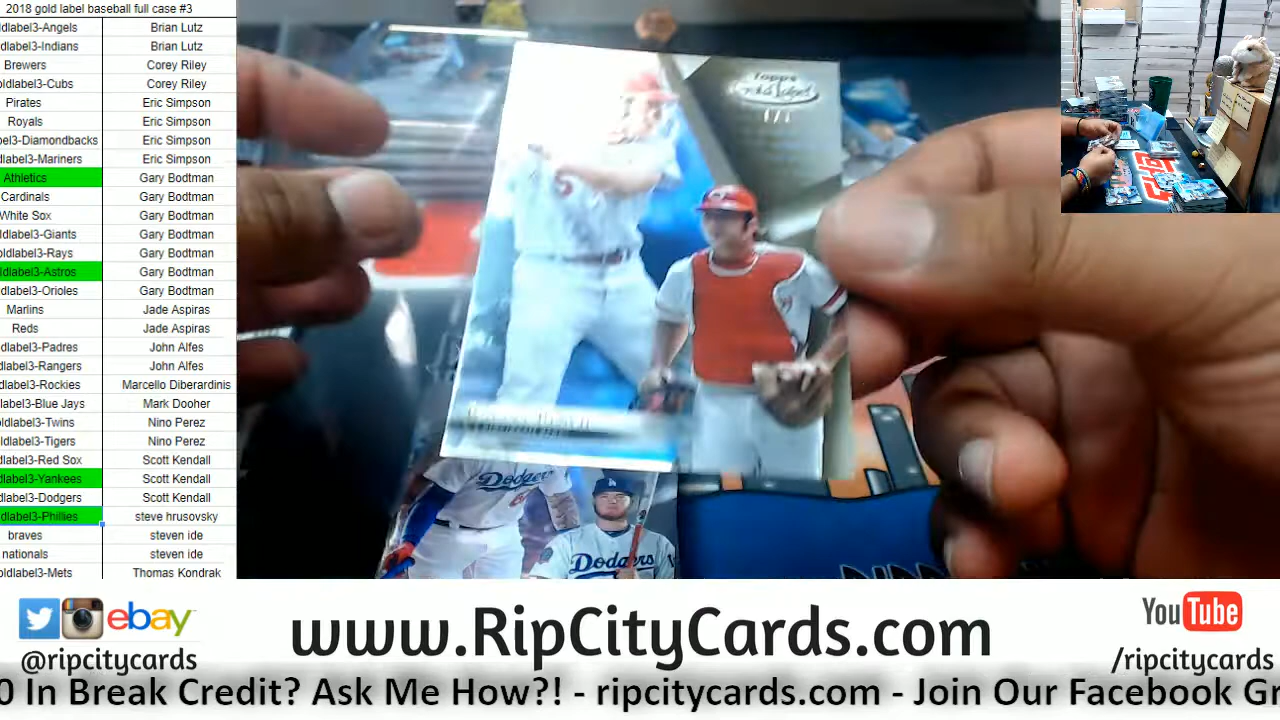 2018 gold label baseball full case #3
dlabel3-Angels Brian Lutz
dlabel3-Indians Brian Lutz
Brewers Corey Riley
oldlabel3-Cubs Corey Riley
Pirates Eric Simpson
Royals Eric Simpson
bel3-Diamondbacks Eric Simpson
label3-Mariners Eric Simpson
Athletics Gary Bodtman
Cardinals Gary Bodtman
White Sox Gary Bodtman
dlabel3-Giants Gary Bodtman
oldlabel3-Rays Gary Bodtman
dlabel3-Astros Gary Bodtman
dlabel3-Orioles Gary Bodtman
Marlins Jade Aspiras
Reds Jade Aspiras
dlabel3-Padres John Alfes
dlabel3-Rangers John Alfes
dlabel3-Rockies Marcello Diberardinis
label3-Blue Jays Mark Dooher
oldlabel3-Twins Nino Perez
ldlabel3-Tigers Nino Perez
label3-Red Sox Scott Kendall
dlabel3-Yankees Scott Kendall
dlabel3-Dodgers Scott Kendall
dlabel3-Phillies steve hrusovsky
braves steven ide
nationals steven ide
oldlabel3-Mets Thomas Kondrak
Topps
Gold Label
5
Dodgers
Dodgers
ebay
@ripcitycards
www.RipCityCards.com
YouTube
/ripcitycards
0 In Break Credit? Ask Me How?! - ripcitycards.com - Join Our Facebook Gr